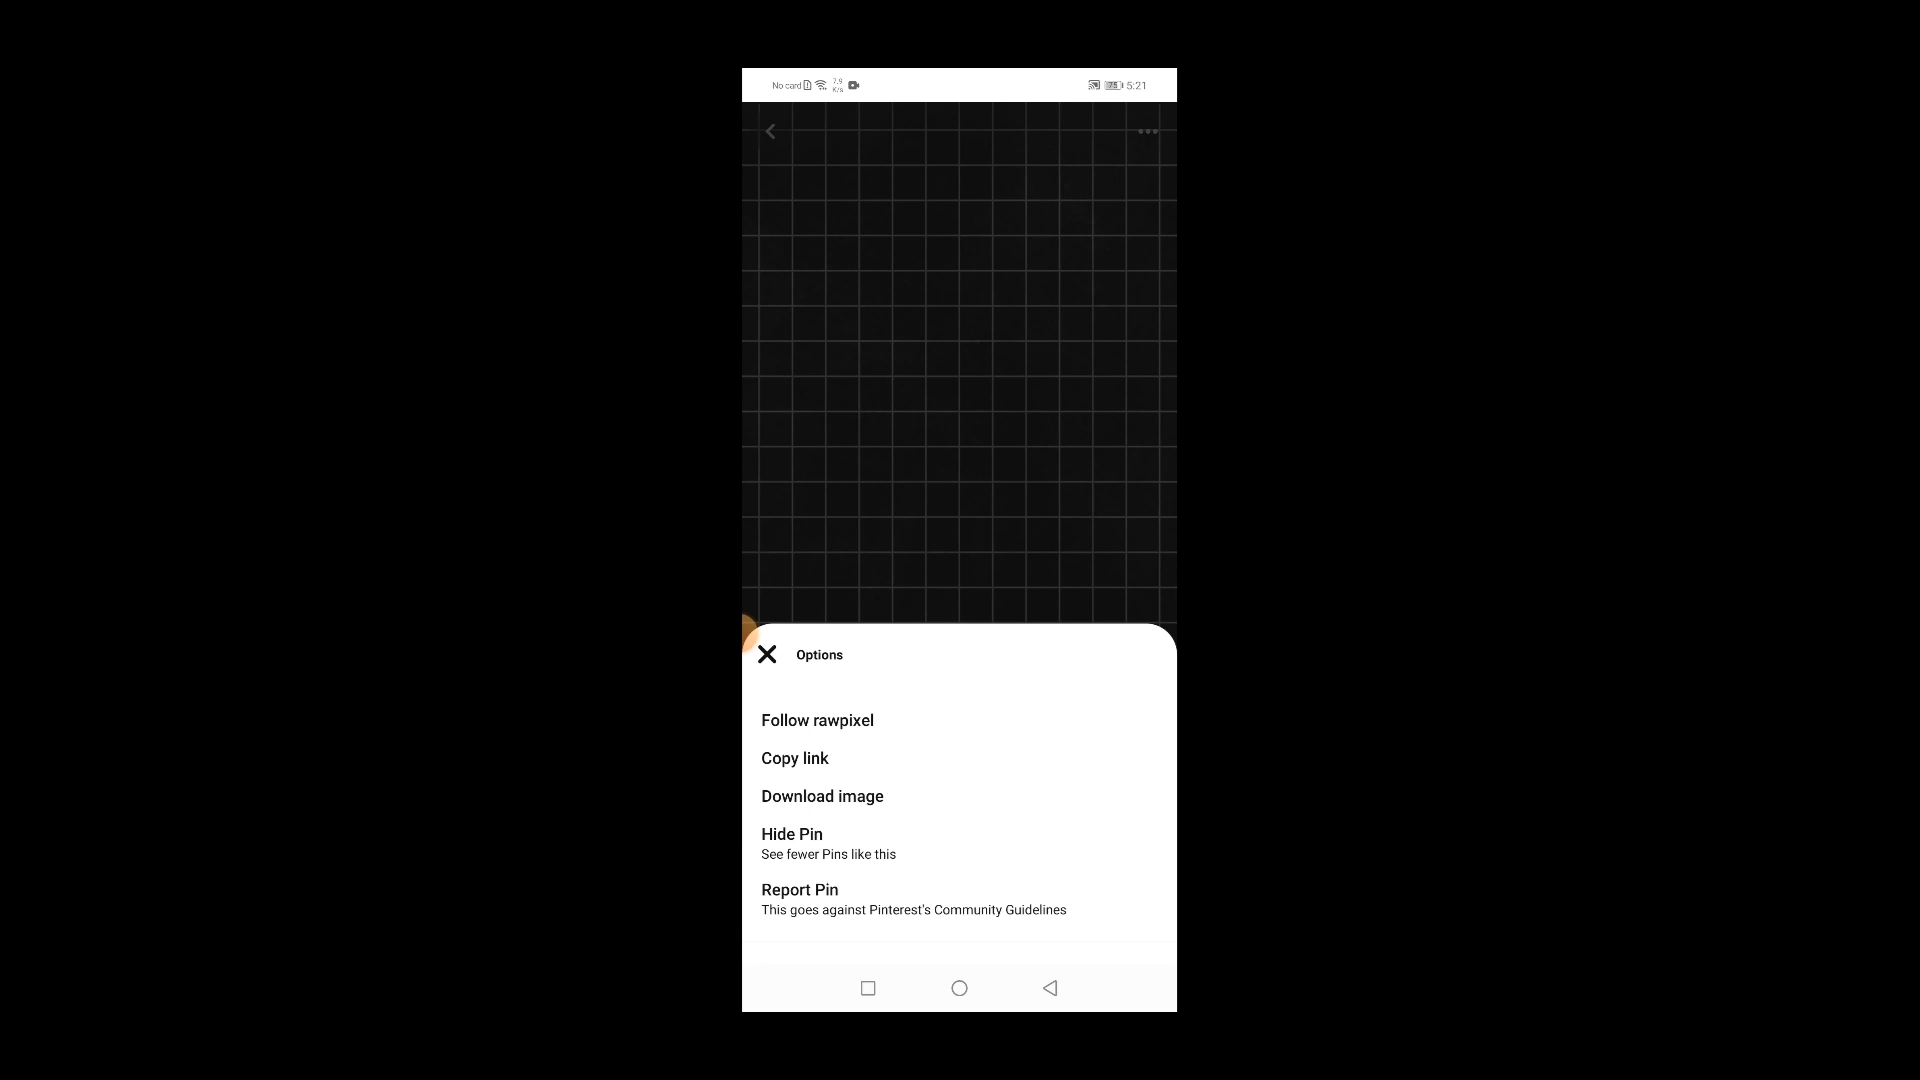 No card 7.9 5:21
K/s
Options
Follow rawpixel
Copy link
Download image
Hide Pin
See fewer Pins like this
Report Pin
This goes against Pinterest's Community Guidelines